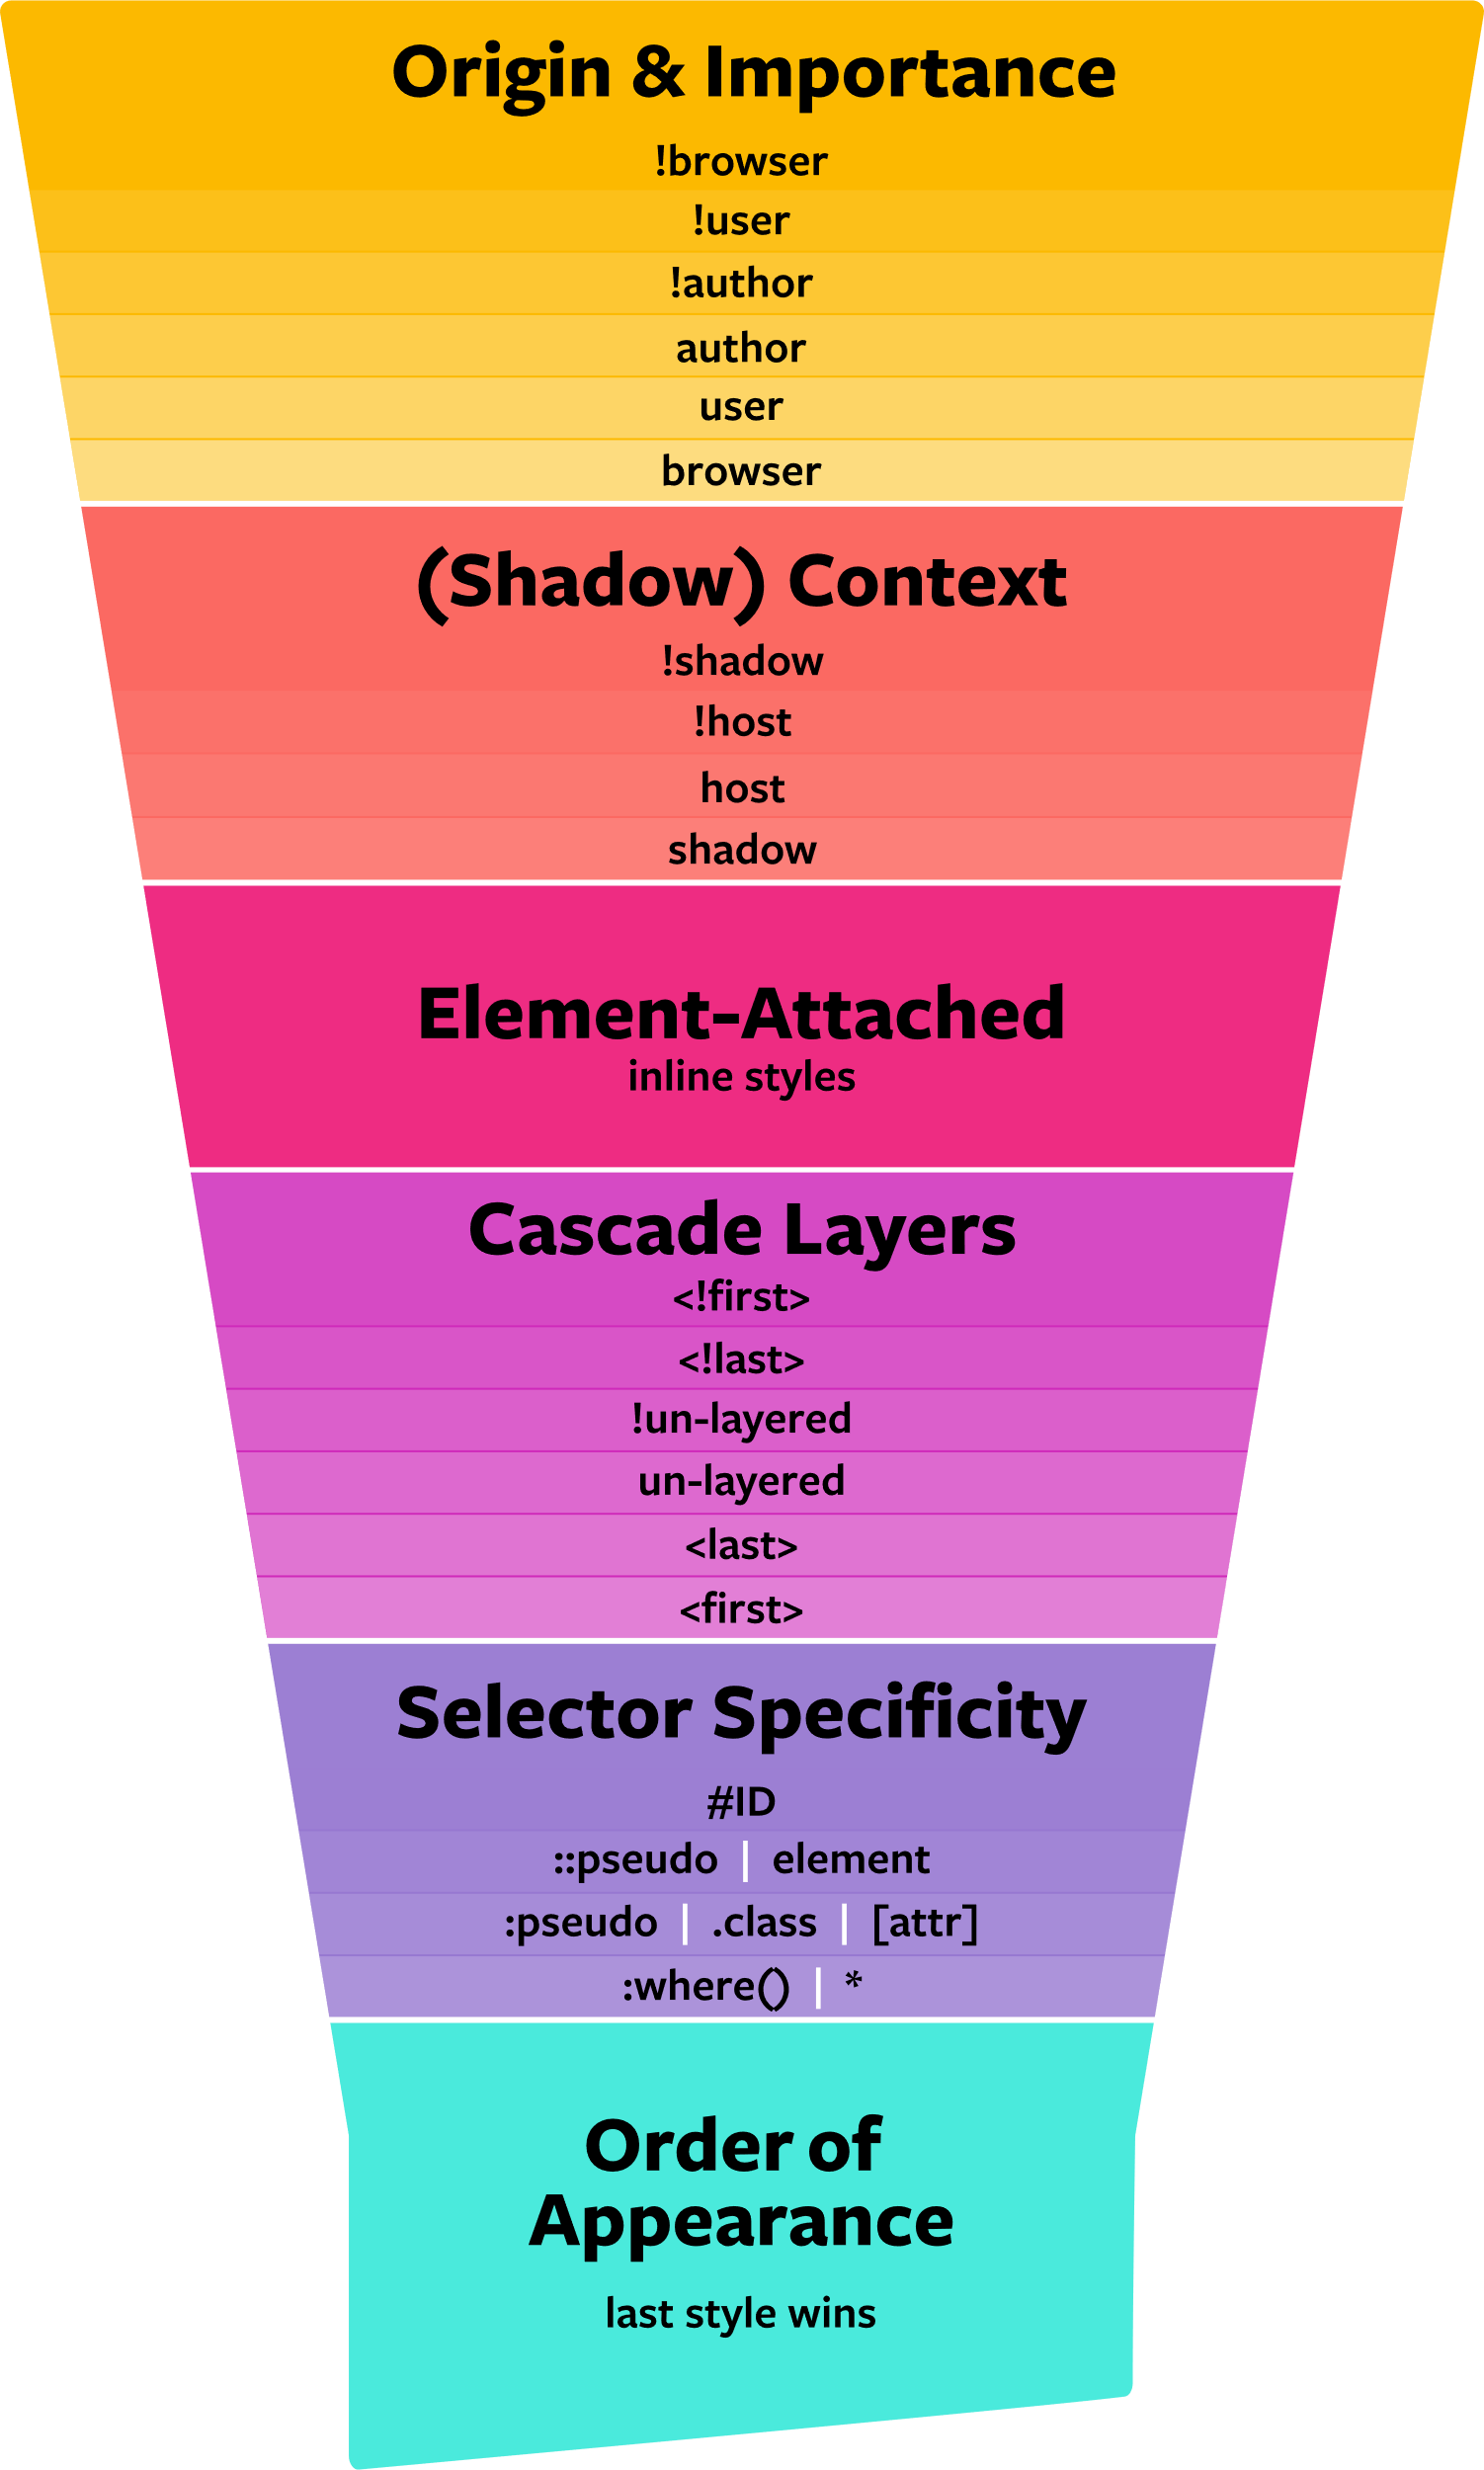 Origin & Importance
!browser
!user
!author
author
user
browser
(Shadow) Context
!shadow
!host
host
shadow
Element-Attached
inline styles
Cascade Layers
<!first>
<!last>
!un-layered
un-layered
<last>
<first>
Selector Specificity
#ID
::pseudo | element
:pseudo | .class | [attr]
:where() | *
Order of
Appearance
last style wins